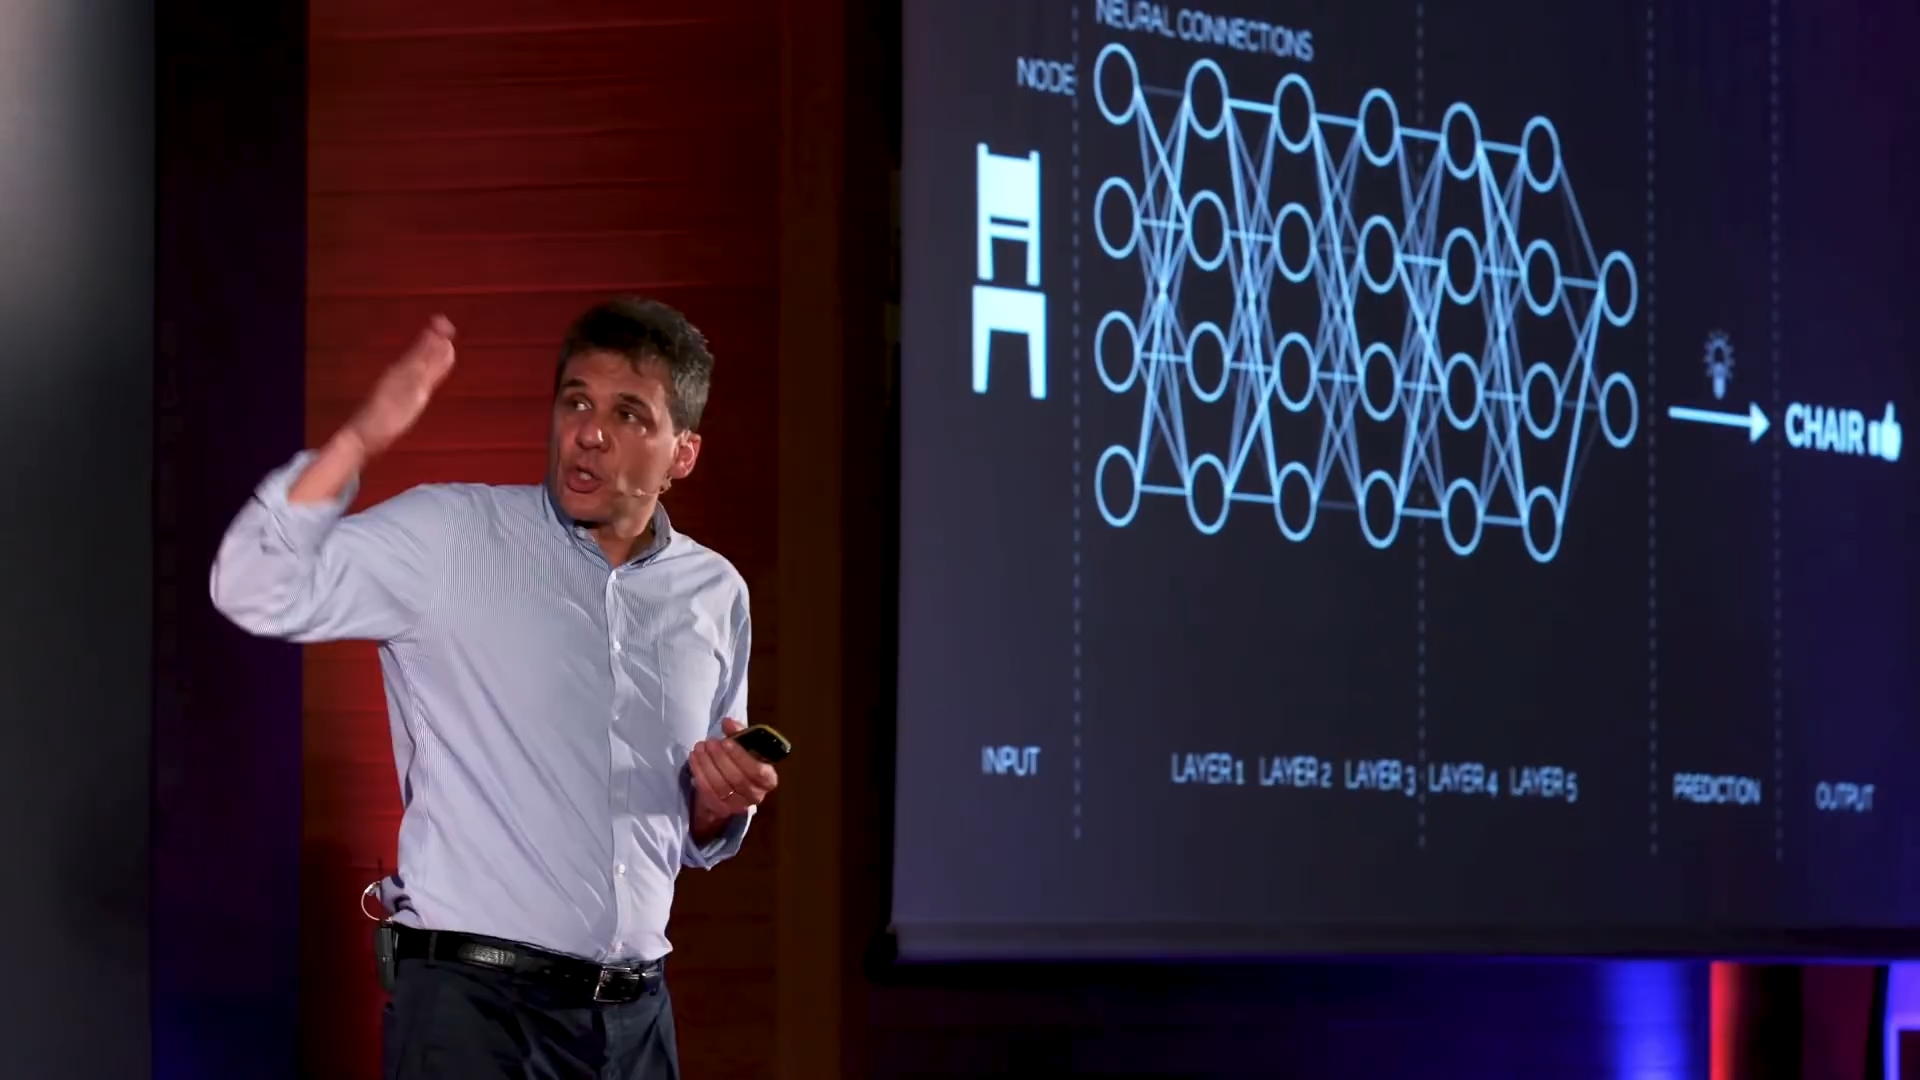 NEURAL CONNECTIONS
NODE
CHAIR
INPUT
LAYER 1
LAYER 2
LAYER 3
LAYER 4
LAYER 5
PREDICTION
OUTPUT